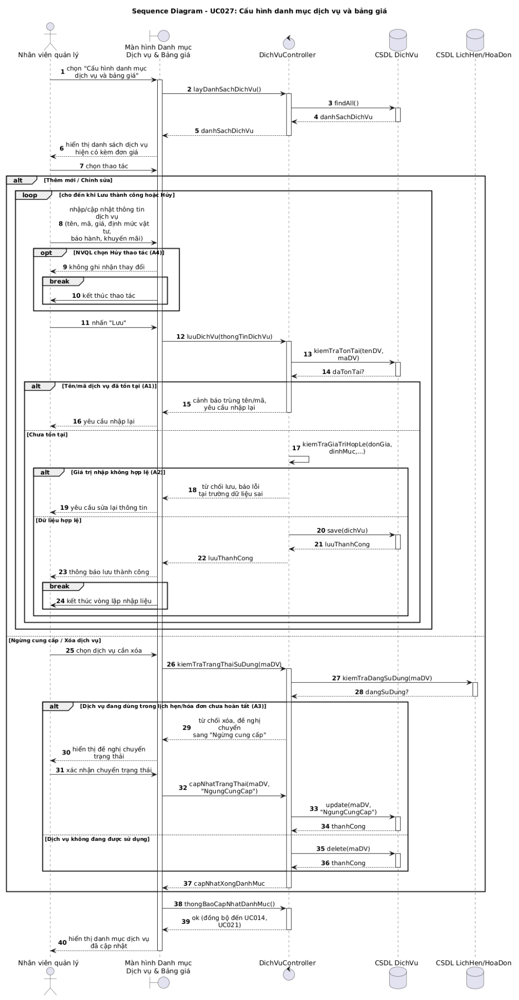 Sequence Diagram - UC027: Cấu hình danh mục dịch vụ và bảng giá
Nhân viên quản lý
Màn hình Danh mục
Dịch vụ & Bảng giá
DichVuController
CSDL DichVu
CSDL LichHen/HoaDon
1 chọn "Cấu hình danh mục
dịch vụ và bảng giá"
2 layDanhSachDichVu()
3 findAll()
4 danhSachDichVu
5 danhSachDichVu
6 hiển thị danh sách dịch vụ
hiện có kèm đơn giá
7 chọn thao tác
alt [Thêm mới / Chỉnh sửa]
loop [cho đến khi Lưu thành công hoặc Hủy]
nhập/cập nhật thông tin
dịch vụ
8 (tên, mã, giá, định mức vật
tư,
bảo hành, khuyến mãi)
opt [NVQL chọn Hủy thao tác (A4)]
9 không ghi nhận thay đổi
break
10 kết thúc thao tác
11 nhấn "Lưu"
12 luuDichVu(thongTinDichVu)
13 kiemTraTonTai(tenDV,
maDV)
14 daTonTai?
alt [Tên/mã dịch vụ đã tồn tại (A1)]
15 cảnh báo trùng tên/mã,
yêu cầu nhập lại
16 yêu cầu nhập lại
[Chưa tồn tại]
17 kiemTraGiaTriHopLe(donGia,
dinhMuc,...)
alt [Giá trị nhập không hợp lệ (A2)]
18 từ chối lưu, báo lỗi
tại trường dữ liệu sai
19 yêu cầu sửa lại thông tin
[Dữ liệu hợp lệ]
20 save(dichVu)
21 luuThanhCong
22 luuThanhCong
23 thông báo lưu thành công
break
24 kết thúc vòng lặp nhập liệu
[Ngừng cung cấp / Xóa dịch vụ]
25 chọn dịch vụ cần xóa
26 kiemTraTrangThaiSuDung(maDV)
27 kiemTraDangSuDung(maDV)
28 dangSuDung?
alt [Dịch vụ đang dùng trong lịch hẹn/hóa đơn chưa hoàn tất (A3)]
29 từ chối xóa, đề nghị
chuyển
sang "Ngừng cung cấp"
30 hiển thị đề nghị chuyển
trạng thái
31 xác nhận chuyển trạng thái
32 capNhatTrangThai(maDV,
"NgungCungCap")
33 update(maDV,
"NgungCungCap")
34 thanhCong
[Dịch vụ không đang được sử dụng]
35 delete(maDV)
36 thanhCong
37 capNhatXongDanhMuc
38 thongBaoCapNhatDanhMuc()
39 ok (đồng bộ đến UC014,
UC021)
40 hiển thị danh mục dịch vụ
đã cập nhật
Nhân viên quản lý
Màn hình Danh mục
Dịch vụ & Bảng giá
DichVuController
CSDL DichVu
CSDL LichHen/HoaDon